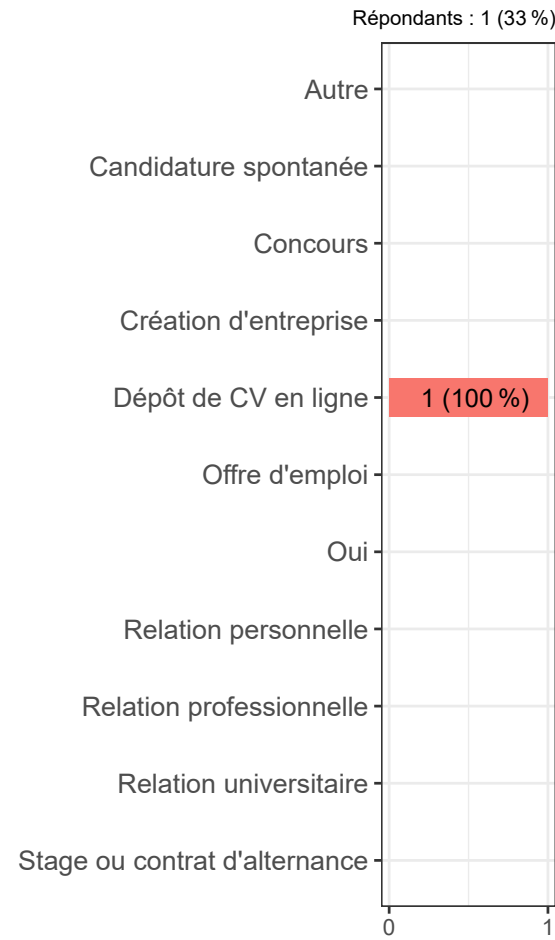 Répondants : 1 (33 %)
Autre
Candidature spontanée
Concours
Création d'entreprise
Dépôt de CV en ligne 1 (100 %)
Offre d'emploi
Oui
Relation personnelle
Relation professionnelle
Relation universitaire
Stage ou contrat d'alternance
0 1